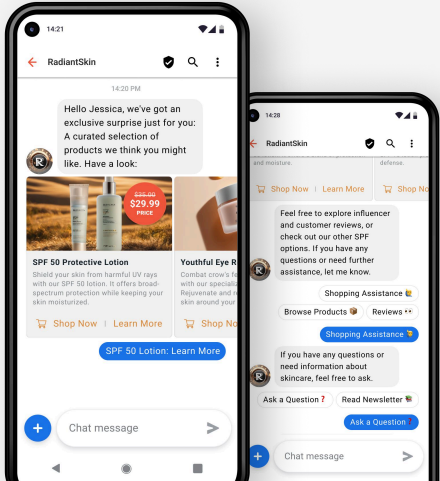 14:21
RadiantSkin
14:20 PM
Hello Jessica, we've got an
exclusive surprise just for you:
A curated selection of
products we think you might
like. Have a look:
R
$35.00
$29.99
PRICE
SPF 50 Protective Lotion
Shield your skin from harmful UV rays
with our SPF 50 lotion. It offers broad-
spectrum protection while keeping your
skin moisturized.
Shop Now | Learn More
Youthful Eye R
Combat crow's fe
with our specializ
Rejuvenate and r
skin around your
Shop No
SPF 50 Lotion: Learn More
Chat message
14:28
RadiantSkin
and moisture.
defense.
Shop Now | Learn More
Shop No
Feel free to explore influencer
and customer reviews, or
check out our other SPF
options. If you have any
questions or need further
assistance, let me know.
R
Shopping Assistance
Browse Products
Reviews
Shopping Assistance
If you have any questions or
need information about
skincare, feel free to ask.
R
Ask a Question ?
Read Newsletter
Ask a Question ?
Chat message